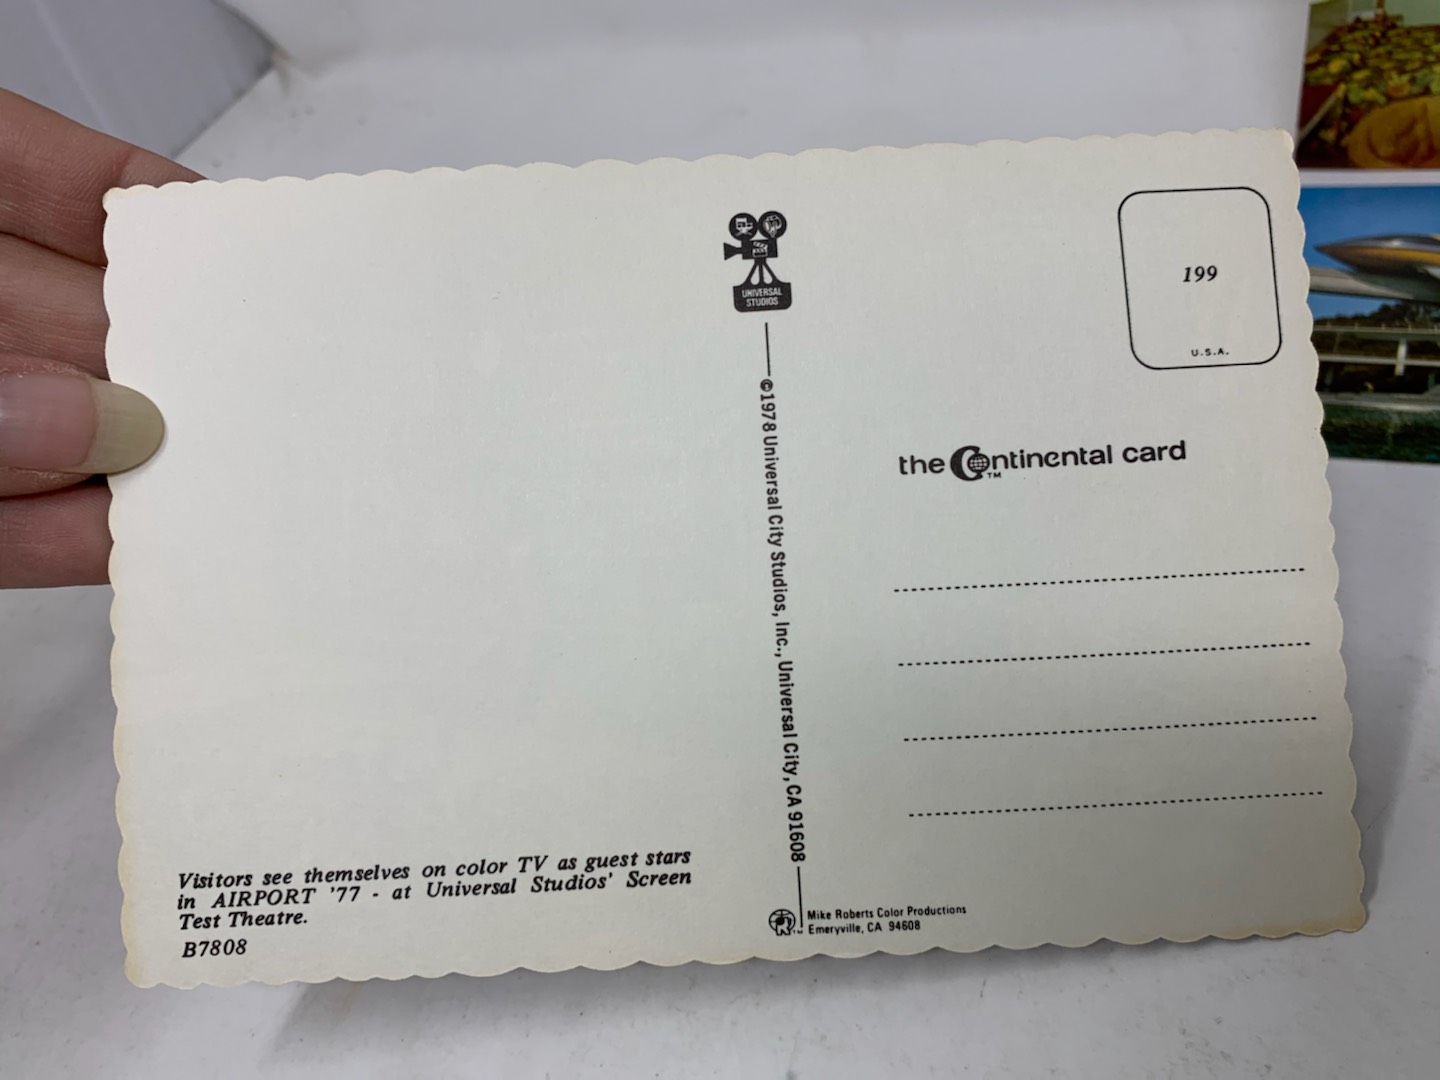 UNIVERSAL
STUDIOS
199
U.S.A.
the Continental card
TM
©1978 Universal City Studios, Inc., Universal City, CA 91608
Visitors see themselves on color TV as guest stars
in AIRPORT '77 - at Universal Studios' Screen
Test Theatre.
B7808
Mike Roberts Color Productions
Emeryville, CA 94608